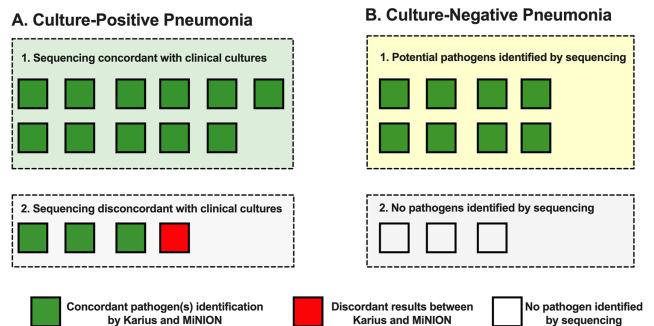 A. Culture-Positive Pneumonia
1. Sequencing concordant with clinical cultures
2. Sequencing disconcordant with clinical cultures
B. Culture-Negative Pneumonia
1. Potential pathogens identified by sequencing
2. No pathogens identified by sequencing
Concordant pathogen(s) identification
by Karius and MiNION
Discordant results between
Karius and MiNION
No pathogen identified
by sequencing